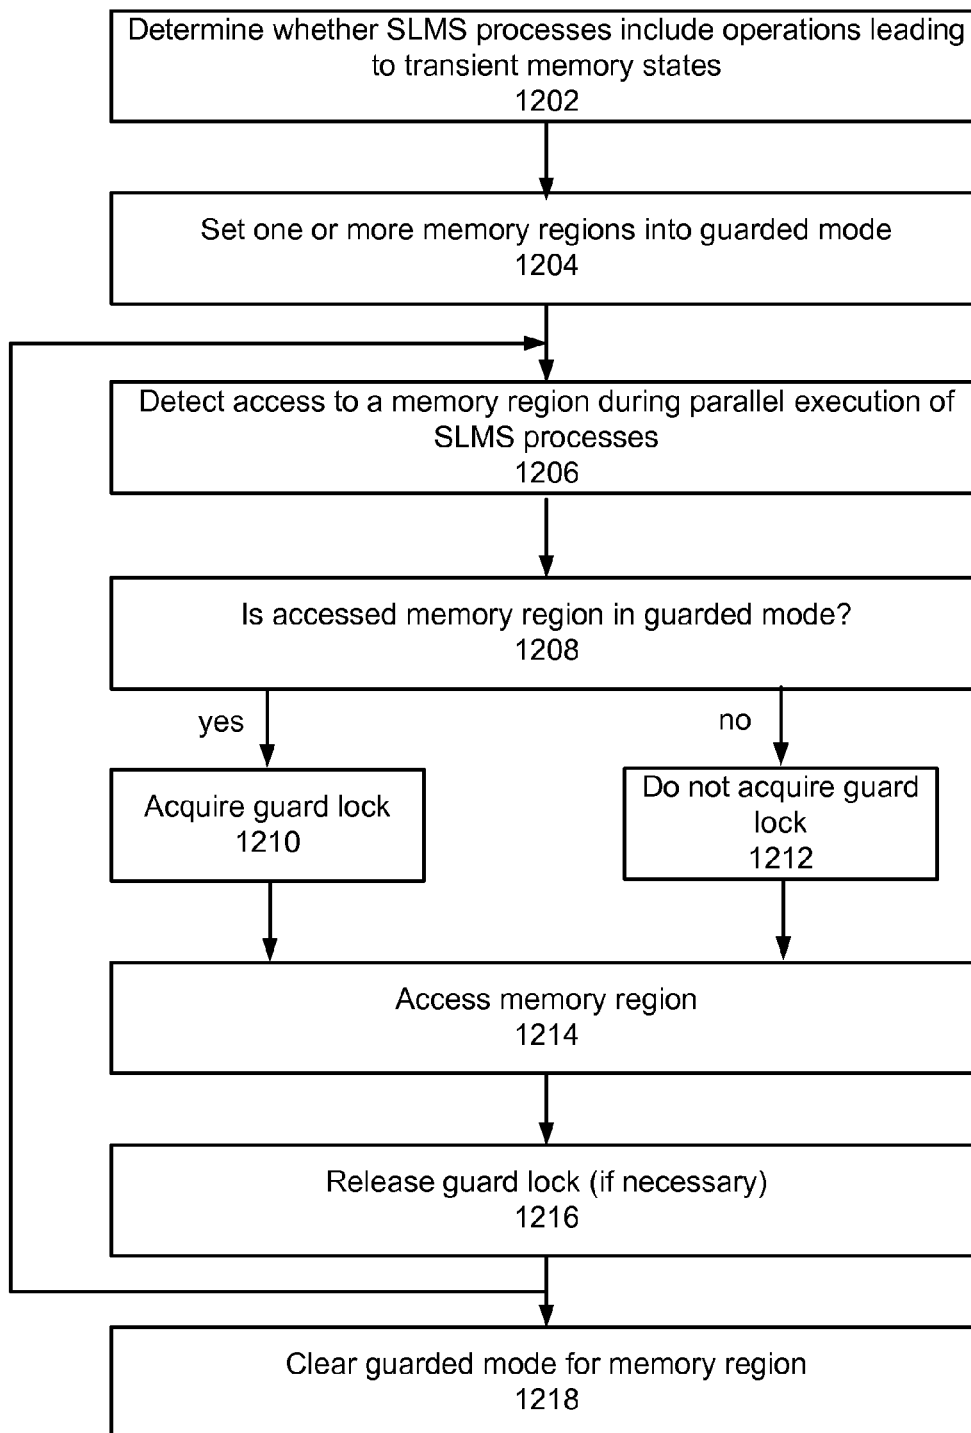 Determine whether SLMS processes include operations leading
to transient memory states
1202
Set one or more memory regions into guarded mode
1204
Detect access to a memory region during parallel execution of
SLMS processes
1206
Is accessed memory region in guarded mode?
1208
yes
no
Acquire guard lock
1210
Do not acquire guard
lock
1212
Access memory region
1214
Release guard lock (if necessary)
1216
Clear guarded mode for memory region
1218